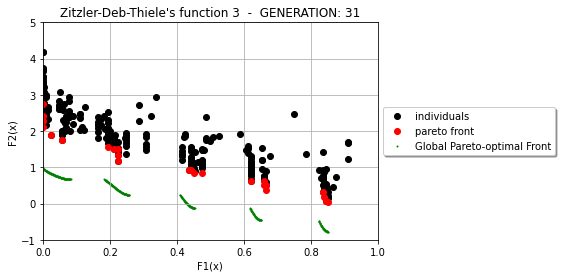 Zitzler-Deb-Thiele's function 3 - GENERATION: 31
5
4
3
2
1
0
−1
F2(x)
0.0 0.2 0.4 0.6 0.8 1.0
F1(x)
individuals
pareto front
Global Pareto-optimal Front